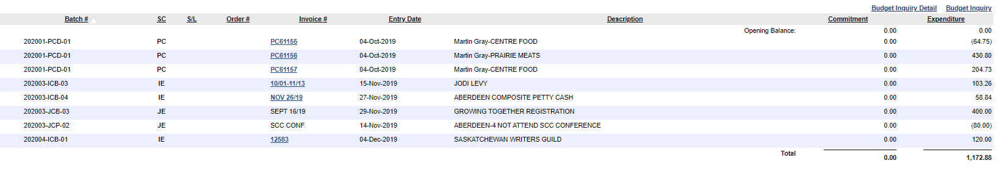 Budget Inquiry Detail Budget Inquiry
Batch # SC S/L Order # Invoice # Entry Date Description Commitment Expenditure
Opening Balance: 0.00 0.00
202001-PCD-01 PC PC61155 04-Oct-2019 Martin Gray-CENTRE FOOD 0.00 (64.75)
202001-PCD-01 PC PC61156 04-Oct-2019 Martin Gray-PRAIRIE MEATS 0.00 430.80
202001-PCD-01 PC PC61157 04-Oct-2019 Martin Gray-CENTRE FOOD 0.00 204.73
202003-ICB-03 IE 10/01-11/13 15-Nov-2019 JODI LEVY 0.00 103.26
202003-ICB-04 IE NOV 26/19 27-Nov-2019 ABERDEEN COMPOSITE PETTY CASH 0.00 58.84
202003-JCB-03 JE SEPT 16/19 29-Nov-2019 GROWING TOGETHER REGISTRATION 0.00 400.00
202003-JCP-02 JE SCC CONF. 14-Nov-2019 ABERDEEN-4 NOT ATTEND SCC CONFERENCE 0.00 (80.00)
202004-ICB-01 IE 12583 04-Dec-2019 SASKATCHEWAN WRITERS GUILD 0.00 120.00
Total 0.00 1,172.88